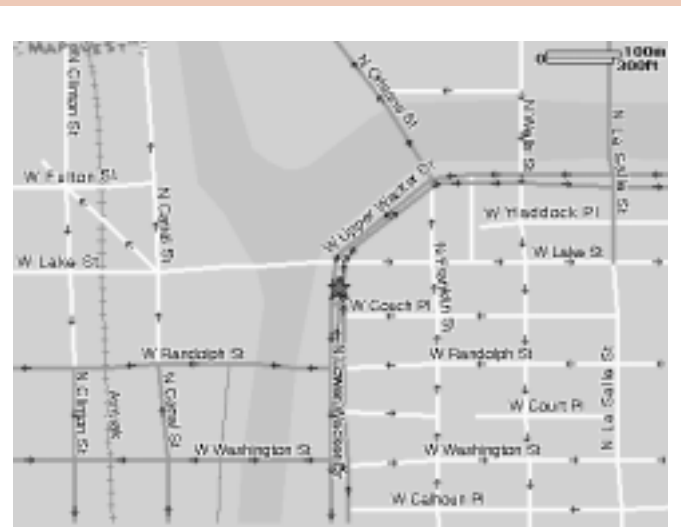 MAPQUEST
100m
0
300ft
N Clinton St
N Orleans St
N Wells St
N La Salle St
W Fulton St
N Canal St
W Upper Wacker Dr
W Haddock Pl
W Lake St
W Lake St
N Franklin St
W Couch Pl
W Randolph St
W Randolph St
N Lower Wacker Dr
N La Salle St
N Clinton St
Amtrak
N Canal St
W Court Pl
W Washington St
W Washington St
W Calhoun Pl